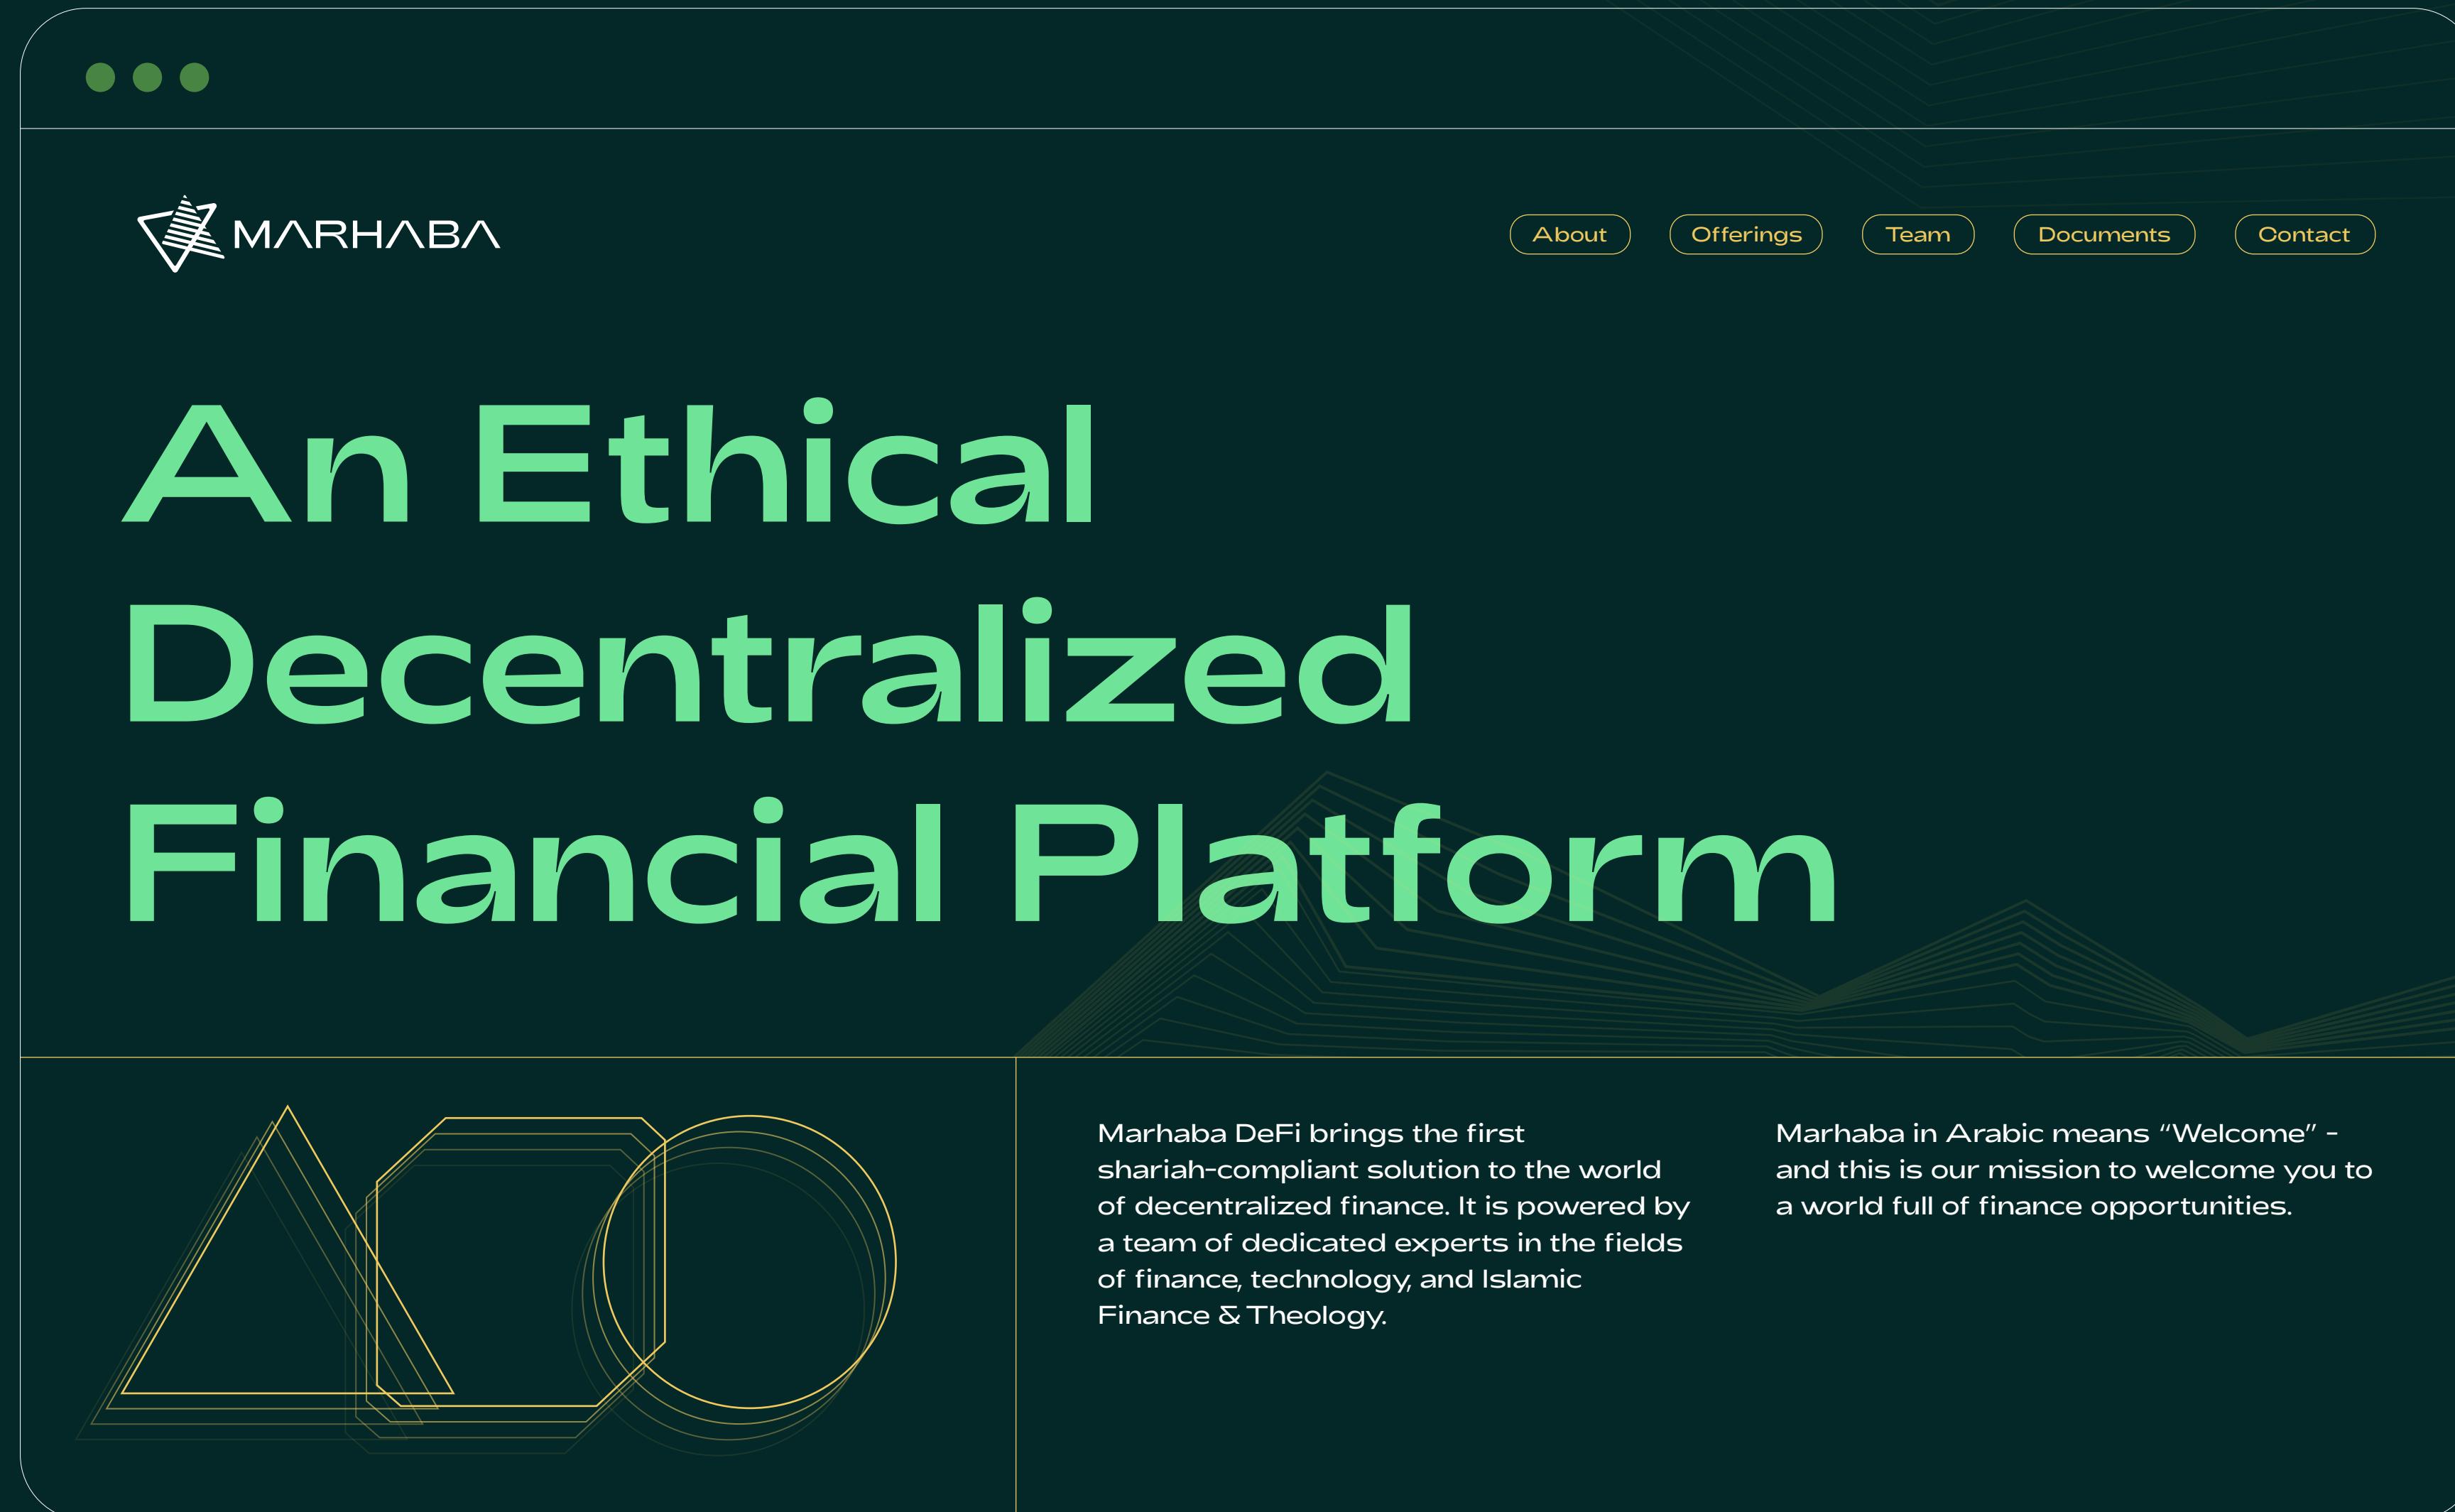 MARHABA
About
Offerings
Team
Documents
Contact
An Ethical
Decentralized
Financial Platform
Marhaba DeFi brings the first
shariah-compliant solution to the world
of decentralized finance. It is powered by
a team of dedicated experts in the fields
of finance, technology, and Islamic
Finance & Theology.
Marhaba in Arabic means “Welcome” -
and this is our mission to welcome you to
a world full of finance opportunities.